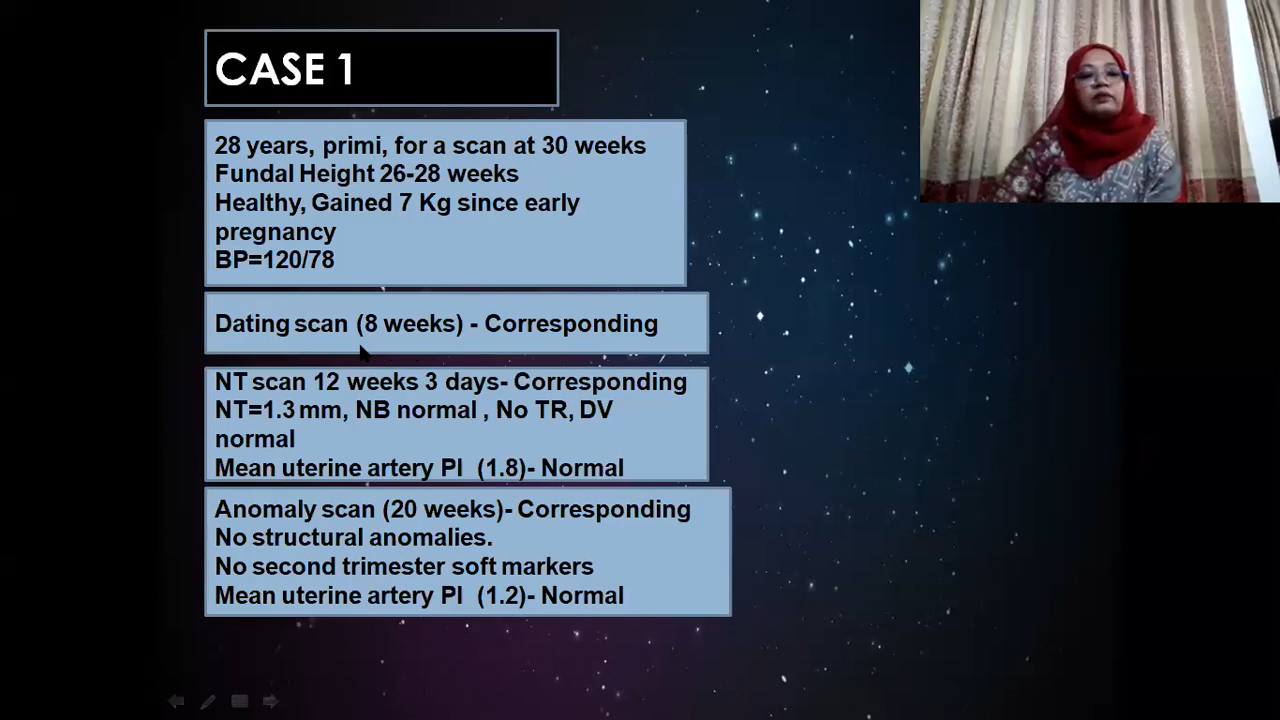 CASE 1
28 years, primi, for a scan at 30 weeks
Fundal Height 26-28 weeks
Healthy, Gained 7 Kg since early
pregnancy
BP=120/78
Dating scan (8 weeks) - Corresponding
NT scan 12 weeks 3 days- Corresponding
NT=1.3 mm, NB normal , No TR, DV
normal
Mean uterine artery PI (1.8)- Normal
Anomaly scan (20 weeks)- Corresponding
No structural anomalies.
No second trimester soft markers
Mean uterine artery PI (1.2)- Normal